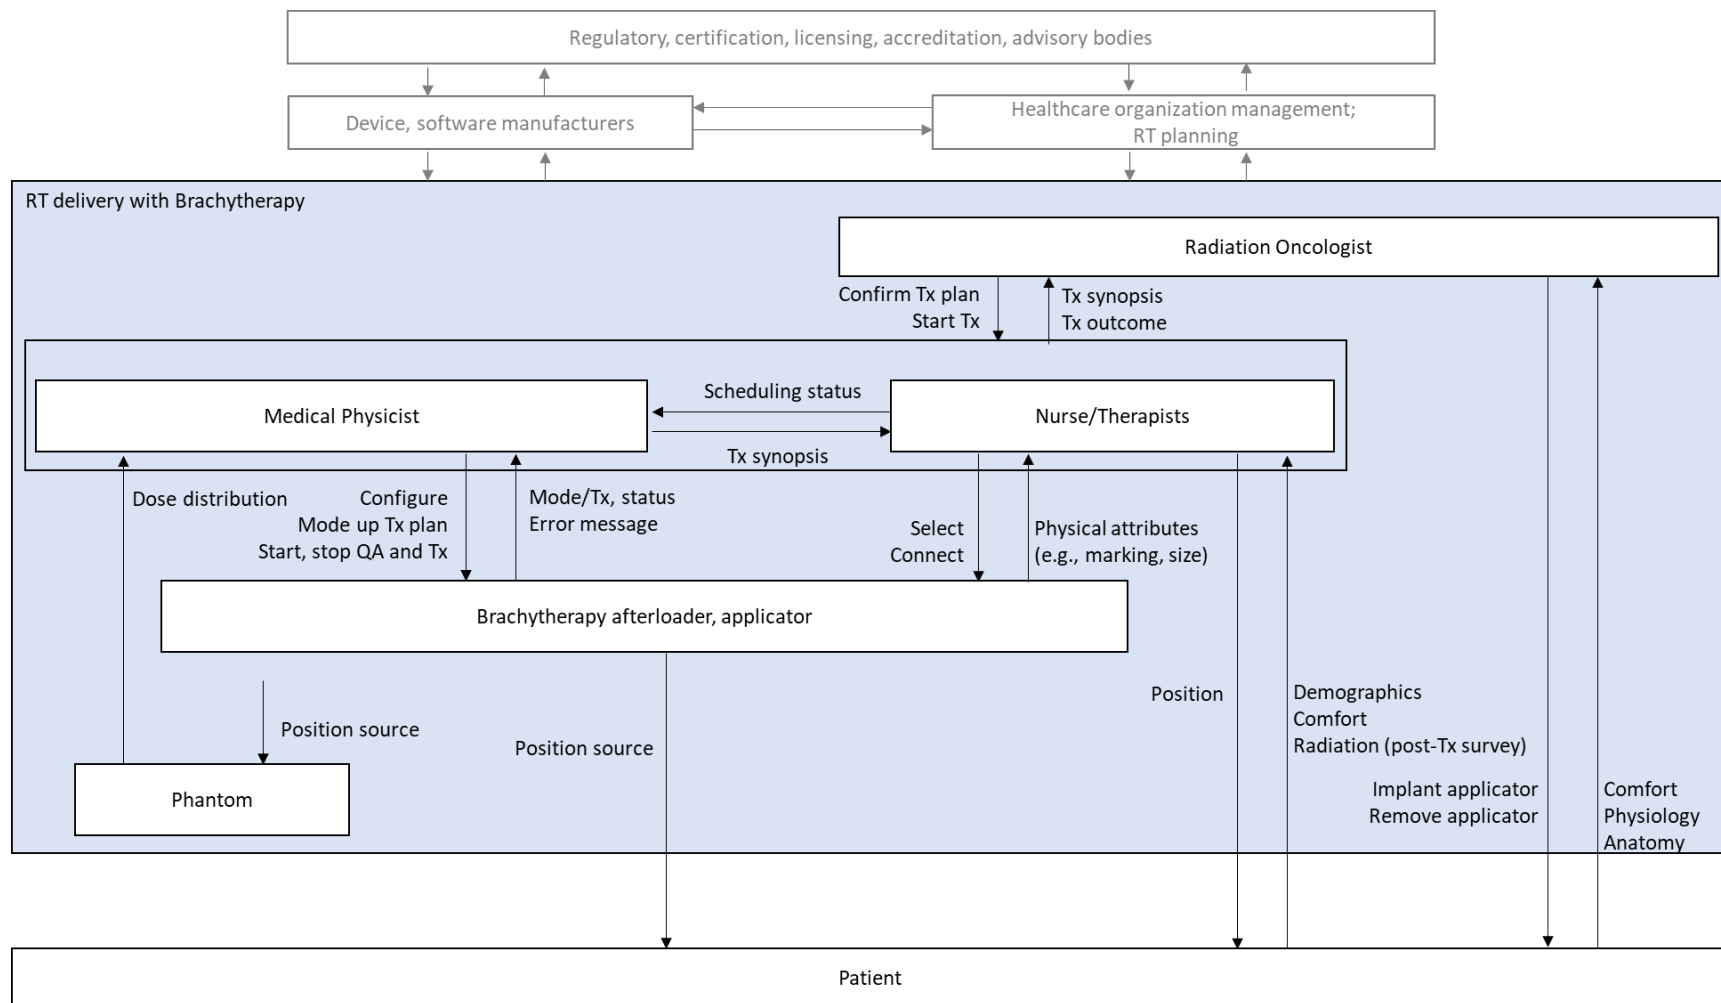 Regulatory, certification, licensing, accreditation, advisory bodies
Device, software manufacturers
Healthcare organization management;
RT planning
RT delivery with Brachytherapy
Radiation Oncologist
Confirm Tx plan
Start Tx
Tx synopsis
Tx outcome
Medical Physicist
Scheduling status
Nurse/Therapists
Tx synopsis
Dose distribution
Configure
Mode up Tx plan
Start, stop QA and Tx
Mode/Tx, status
Error message
Select
Connect
Physical attributes
(e.g., marking, size)
Brachytherapy afterloader, applicator
Position source
Position source
Phantom
Position
Demographics
Comfort
Radiation (post-Tx survey)
Implant applicator
Remove applicator
Comfort
Physiology
Anatomy
Patient